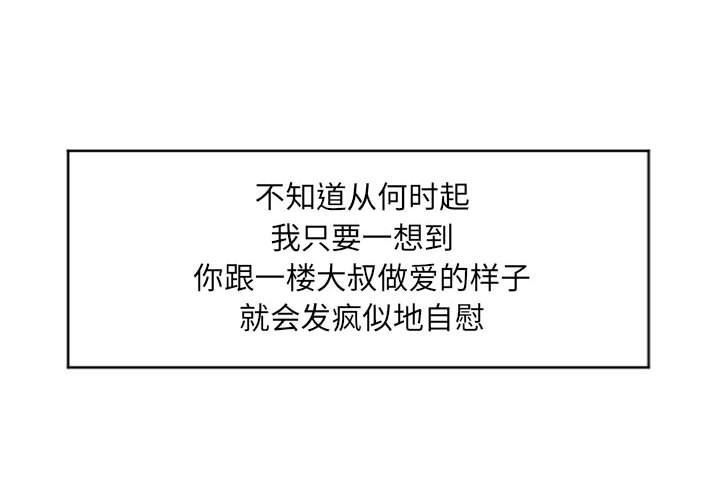 不知道从何时起
我只要一想到
你跟一楼大叔做爱的样子
就会发疯似地自慰